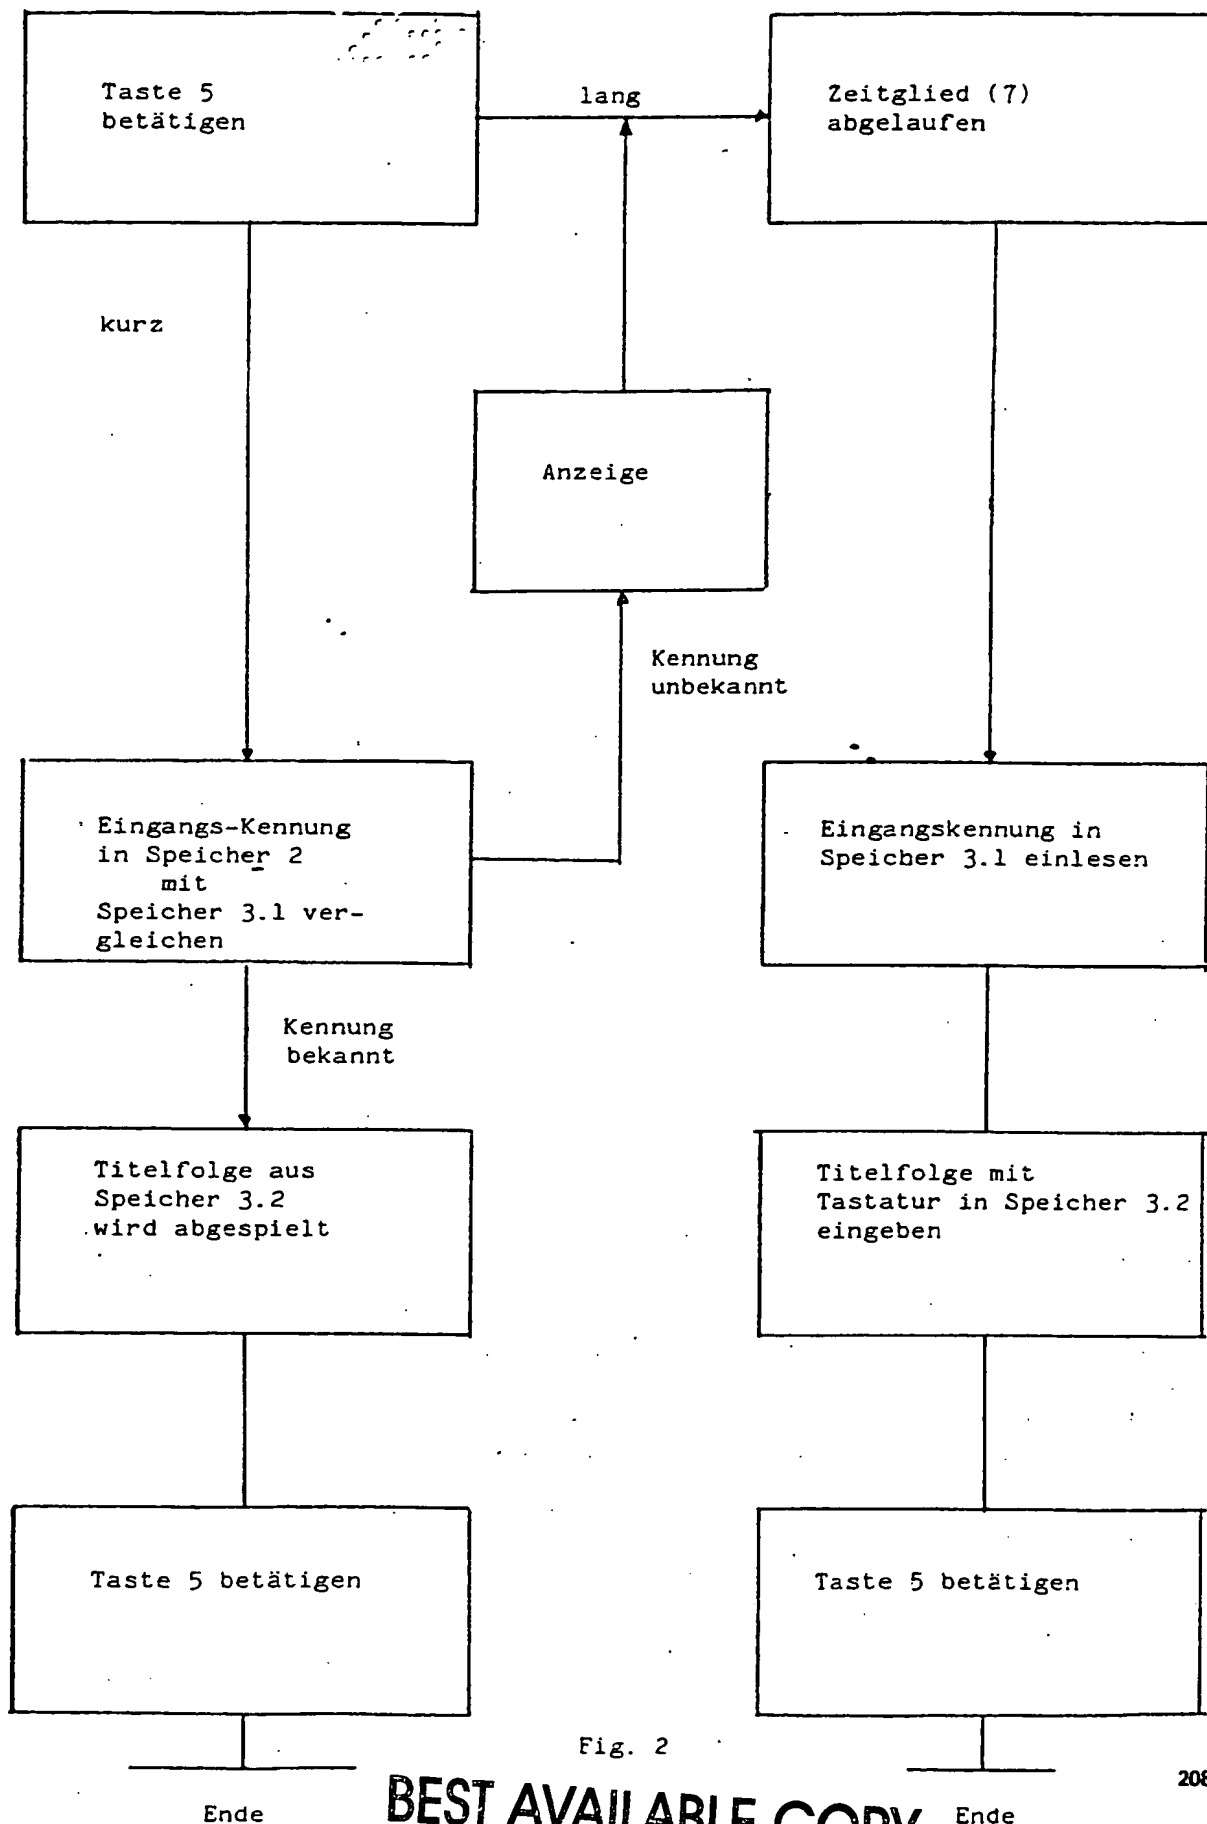 Taste 5
betätigen
lang
Zeitglied (7)
abgelaufen
kurz
Anzeige
Kennung
unbekannt
Eingangs-Kennung
in Speicher 2
mit
Speicher 3.1 ver-
gleichen
Eingangskennung in
Speicher 3.1 einlesen
Kennung
bekannt
Titelfolge aus
Speicher 3.2
wird abgespielt
Titelfolge mit
Tastatur in Speicher 3.2
eingeben
Taste 5 betätigen
Taste 5 betätigen
Fig. 2
208
Ende
BEST AVAILABLE COPY
Ende